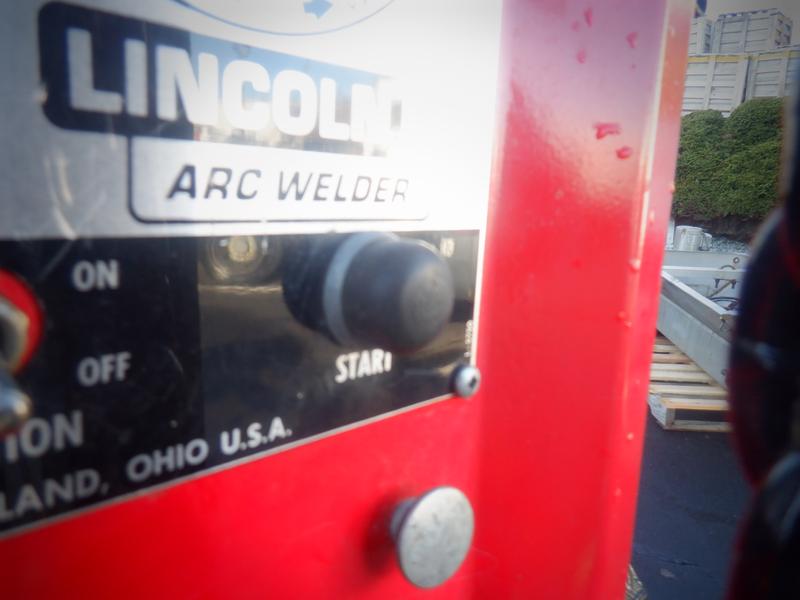 LINCOLN
ARC WELDER
ON
OFF
START
ION
LAND, OHIO U.S.A.